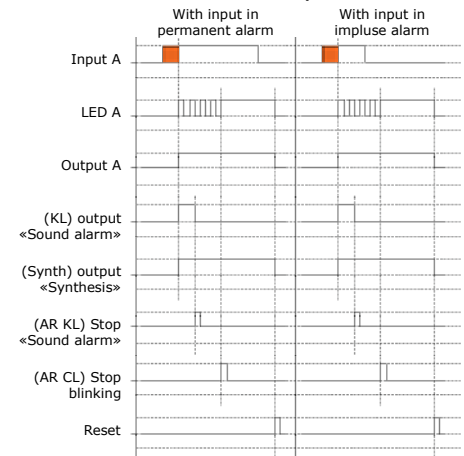 With input in
permanent alarm
With input in
impluse alarm
Input A
LED A
Output A
(KL) output
«Sound alarm»
(Synth) output
«Synthesis»
(AR KL) Stop
«Sound alarm»
(AR CL) Stop
blinking
Reset